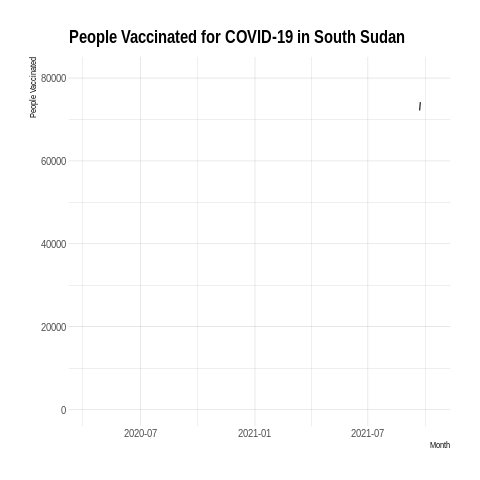 People Vaccinated for COVID-19 in South Sudan
People Vaccinated
80000
60000
40000
20000
0
2020-07
2021-01
2021-07
Month